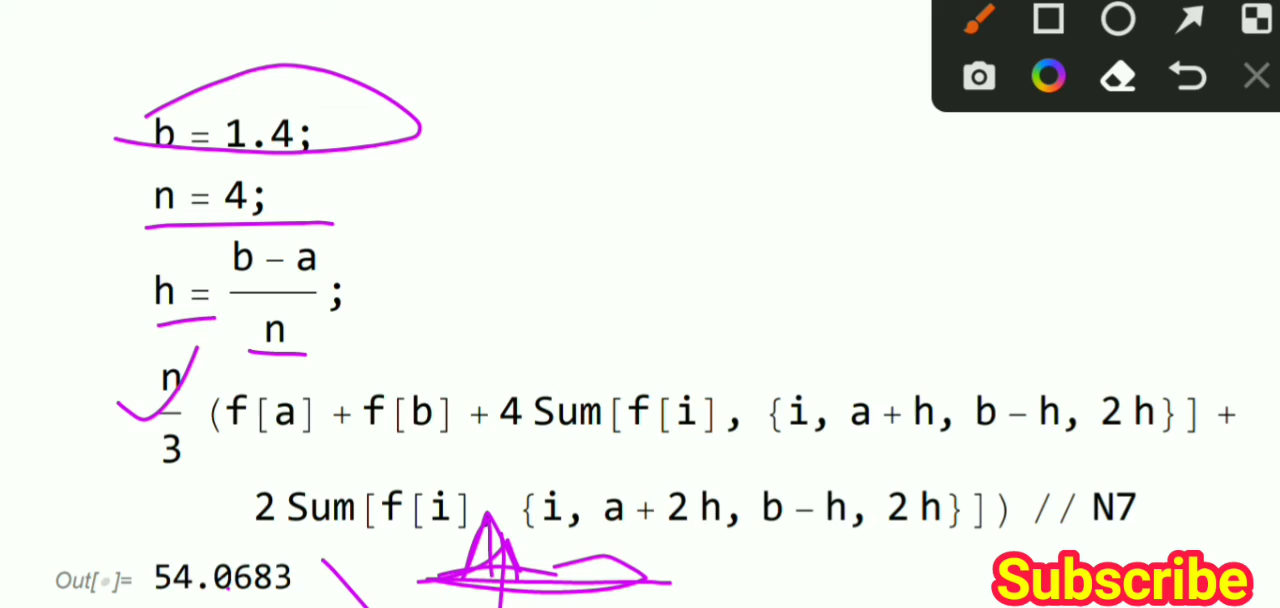 b = 1.4;
n = 4;
h = (b - a)/n;
n/3 (f[a] + f[b] + 4 Sum[f[i], {i, a + h, b - h, 2 h}] +
2 Sum[f[i], {i, a + 2 h, b - h, 2 h}]) // N7
Out[•]= 54.0683
Subscribe